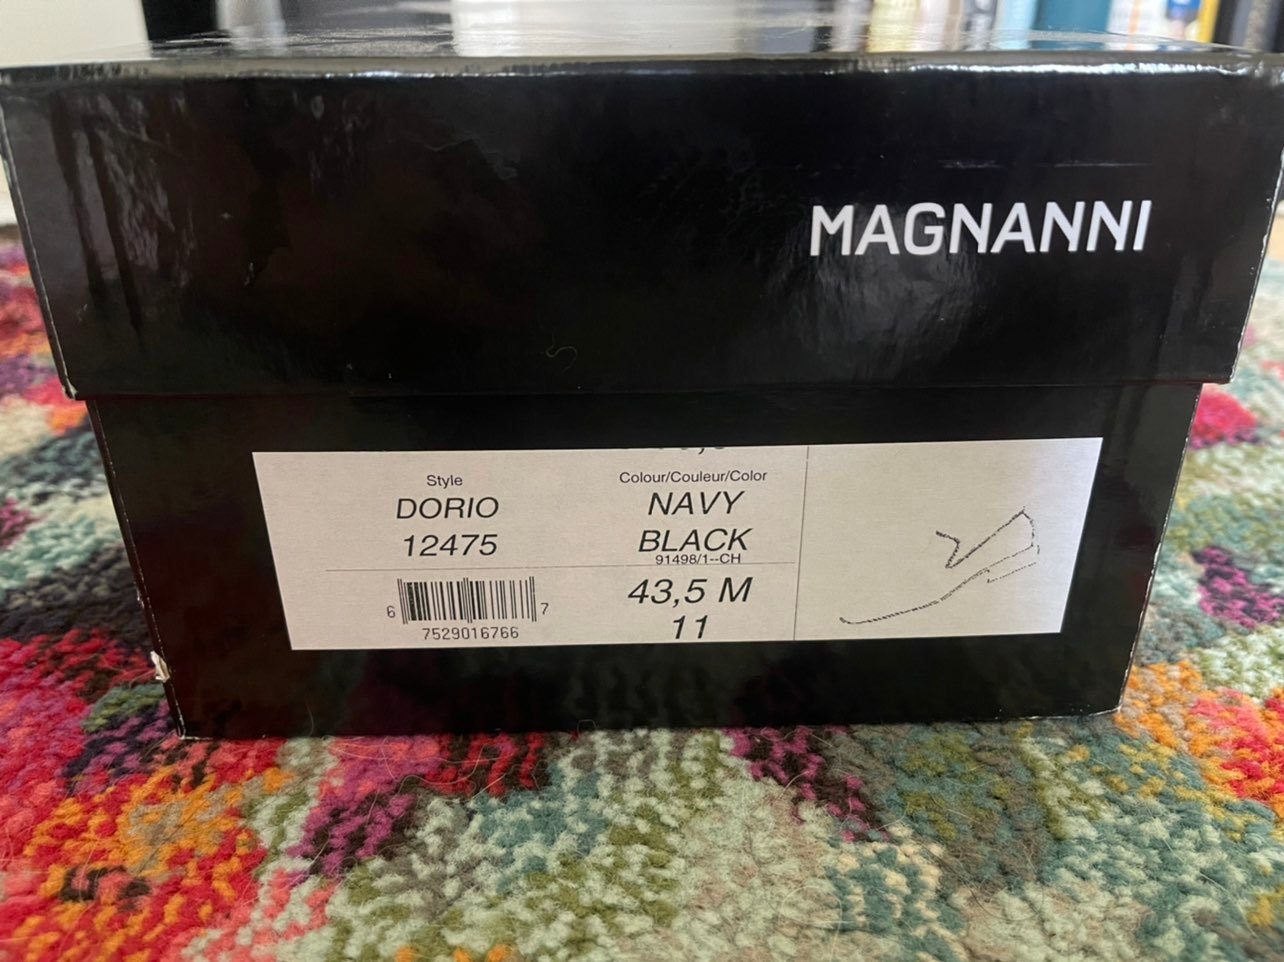 MAGNANNI
Style
DORIO
12475
Colour/Couleur/Color
NAVY
BLACK
91498/1--CH
43,5 M
11
6 7529016766 7